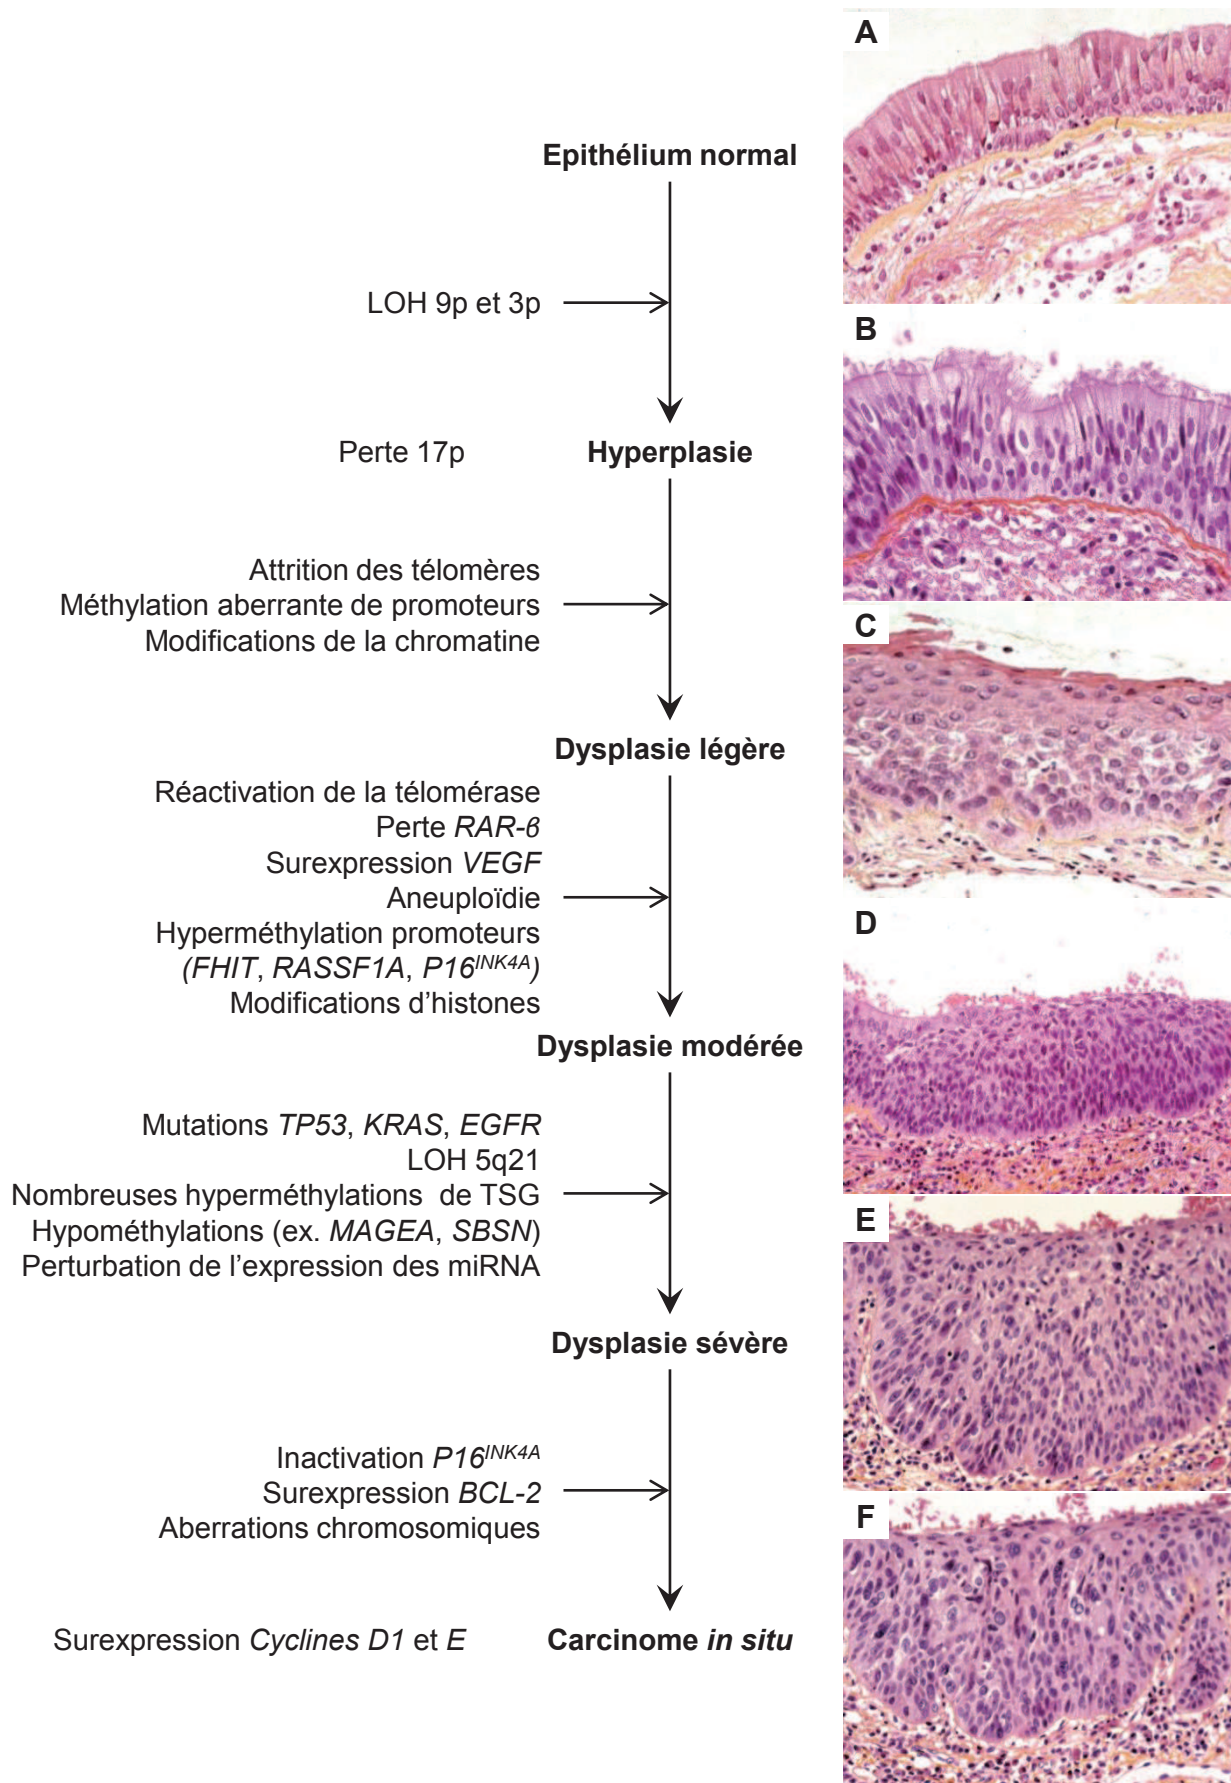 A
Epithélium normal
LOH 9p et 3p
B
Perte 17p
Hyperplasie
Attrition des télomères
Méthylation aberrante de promoteurs
Modifications de la chromatine
C
Dysplasie légère
Réactivation de la télomérase
Perte RAR-ϐ
Surexpression VEGF
Aneuploïdie
Hyperméthylation promoteurs
(FHIT, RASSF1A, P16INK4A)
Modifications d'histones
D
Dysplasie modérée
Mutations TP53, KRAS, EGFR
LOH 5q21
Nombreuses hyperméthylations de TSG
Hypométhylations (ex. MAGEA, SBSN)
Perturbation de l'expression des miRNA
E
Dysplasie sévère
Inactivation P16INK4A
Surexpression BCL-2
Aberrations chromosomiques
F
Surexpression Cyclines D1 et E
Carcinome in situ